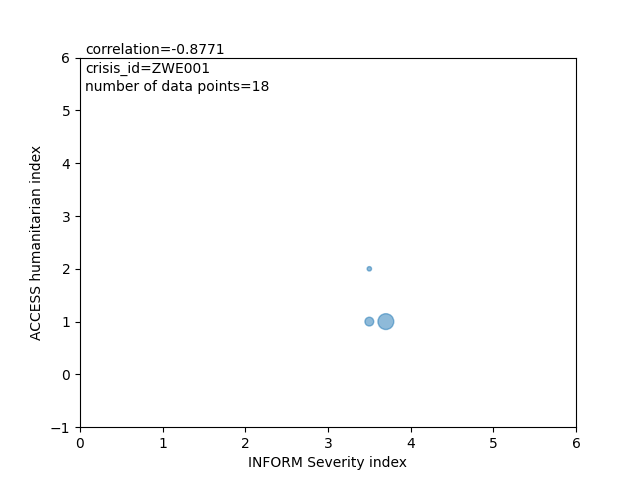 correlation=-0.8771
crisis_id=ZWE001
number of data points=18
6
5
4
3
2
1
0
−1
ACCESS humanitarian index
0 1 2 3 4 5 6
INFORM Severity index